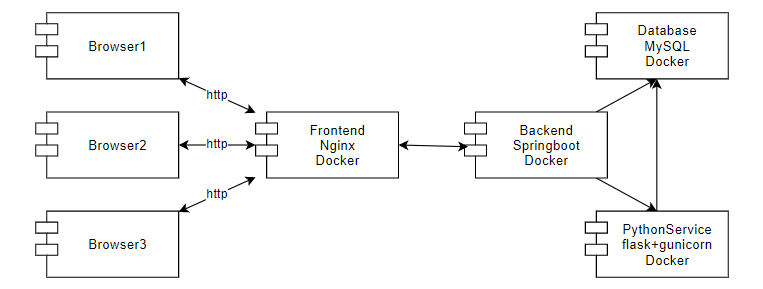 Browser1
http
Browser2
http
Browser3
http
Frontend
Nginx
Docker
Backend
Springboot
Docker
Database
MySQL
Docker
PythonService
flask+gunicorn
Docker